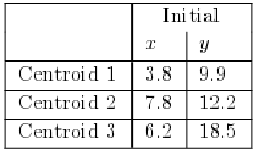 Initial
x y
Centroid 1 3.8 9.9
Centroid 2 7.8 12.2
Centroid 3 6.2 18.5